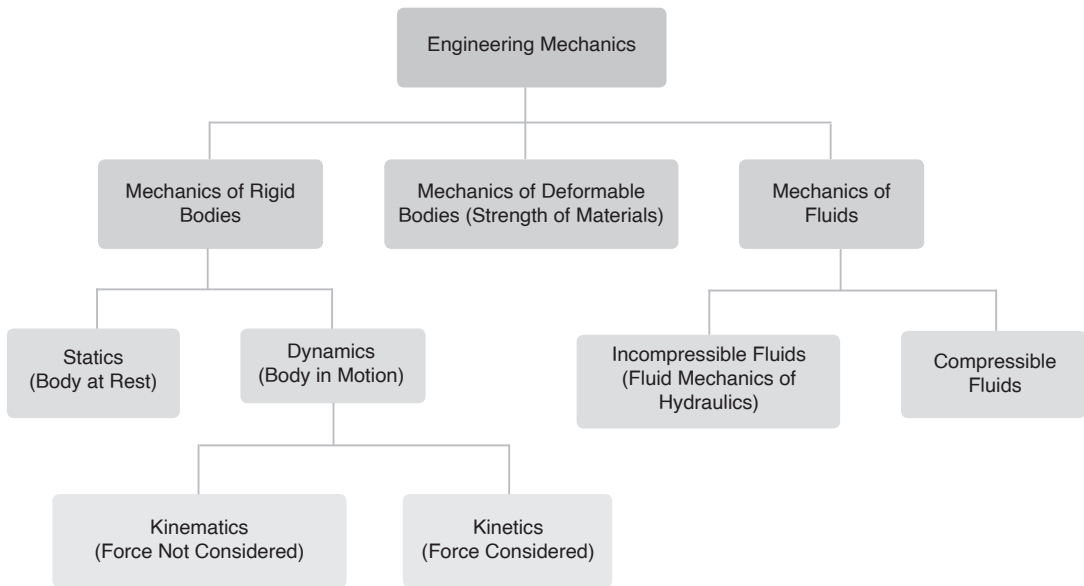 Engineering Mechanics
Mechanics of Rigid
Bodies
Mechanics of Deformable
Bodies (Strength of Materials)
Mechanics of
Fluids
Statics
(Body at Rest)
Dynamics
(Body in Motion)
Incompressible Fluids
(Fluid Mechanics of
Hydraulics)
Compressible
Fluids
Kinematics
(Force Not Considered)
Kinetics
(Force Considered)